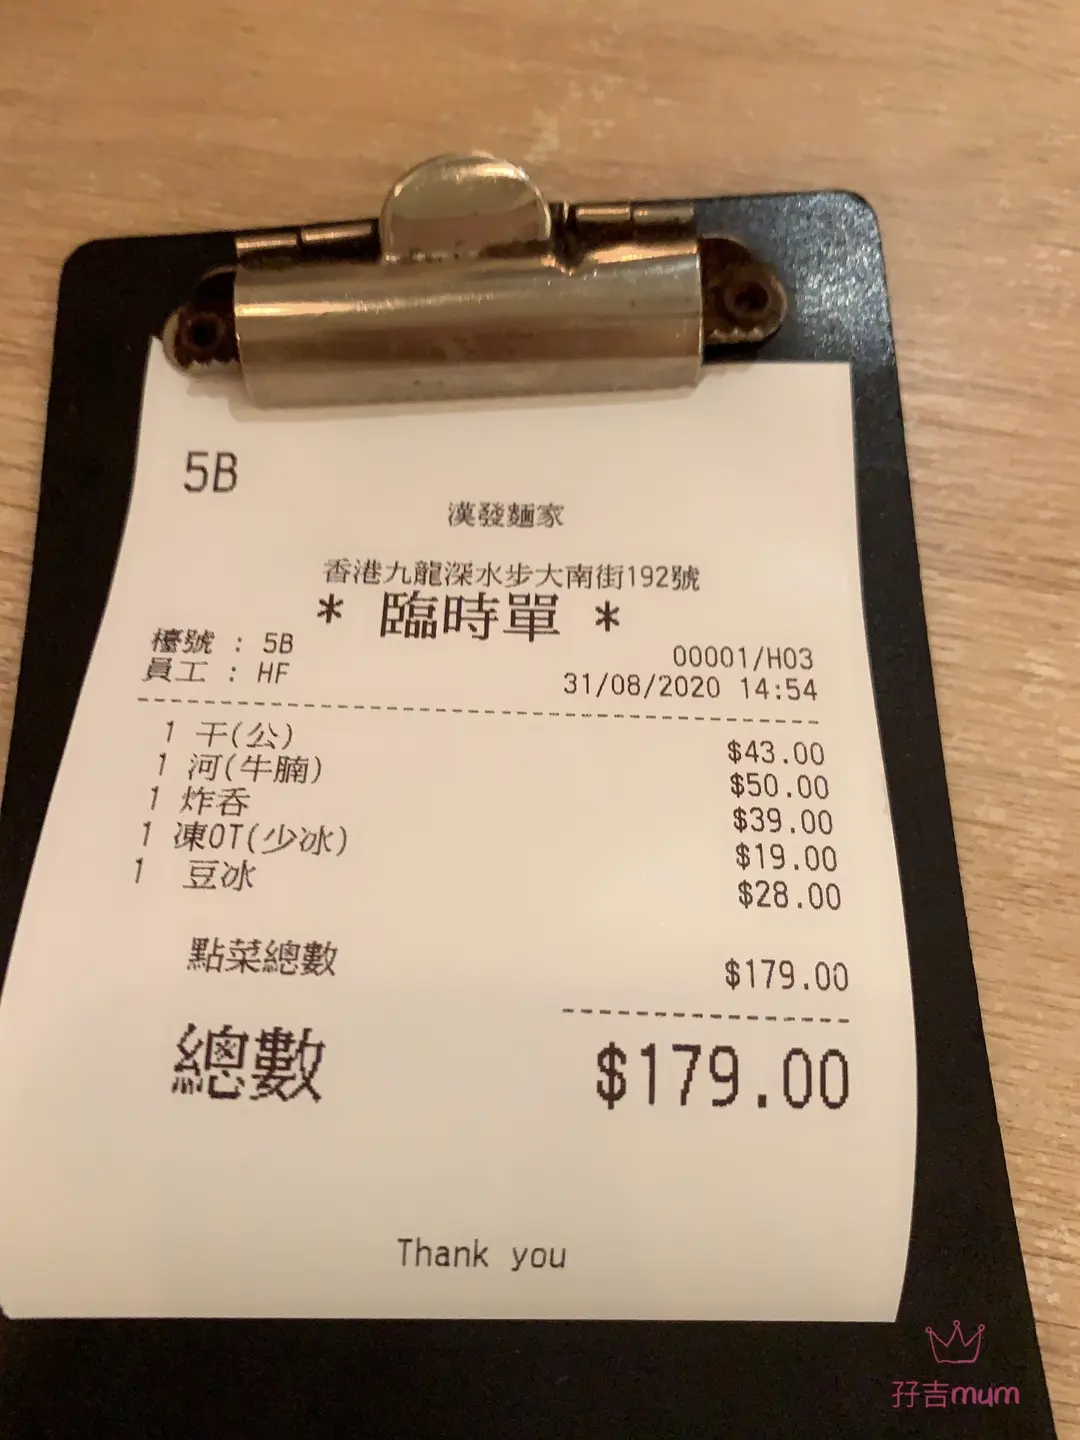 5B
漢發麵家
香港九龍深水步大南街192號
* 臨時單 *
檯號 : 5B
00001/H03
員工 : HF
31/08/2020 14:54
1 干(公) $43.00
1 河(牛腩) $50.00
1 炸吞 $39.00
1 凍OT(少冰) $19.00
1 豆冰 $28.00
點菜總數 $179.00
總數 $179.00
Thank you
孖吉mum